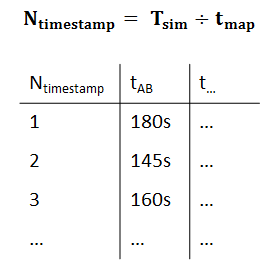 Ntimestamp = Tsim ÷ tmap
Ntimestamp tAB t...
1 180s ...
2 145s ...
3 160s ...
... ... ...